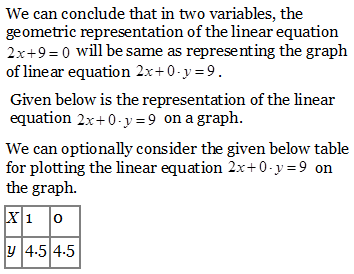 We can conclude that in two variables, the
geometric representation of the linear equation
2x+9=0 will be same as representing the graph
of linear equation 2x+0·y=9.
Given below is the representation of the linear
equation 2x+0·y=9 on a graph.
We can optionally consider the given below table
for plotting the linear equation 2x+0·y=9 on
the graph.
X 1 0
y 4·5 4·5